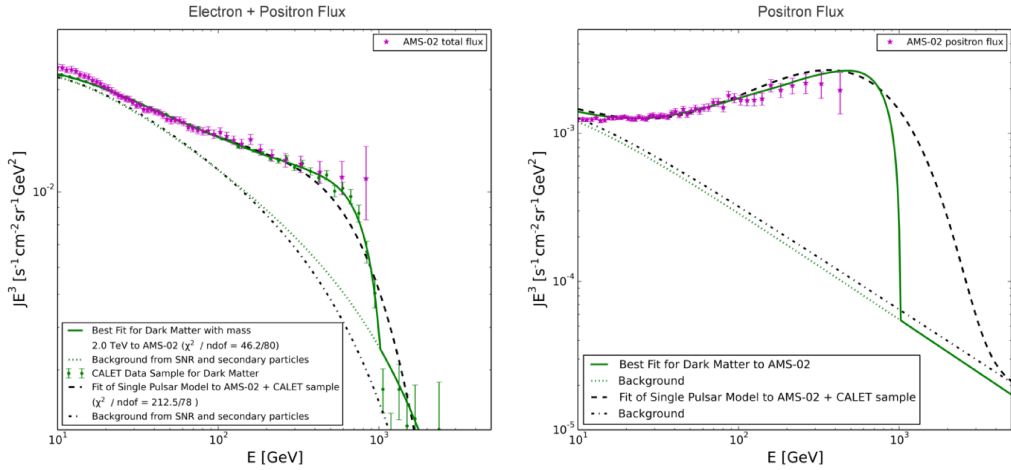 Electron + Positron Flux
AMS-02 total flux
10^-2
JE^3 [s^-1cm^-2sr^-1GeV^2]
Best Fit for Dark Matter with mass
2.0 TeV to AMS-02 (χ^2 / ndof = 46.2/80)
Background from SNR and secondary particles
CALET Data Sample for Dark Matter
Fit of Single Pulsar Model to AMS-02 + CALET sample
(χ^2 / ndof = 212.5/78 )
Background from SNR and secondary particles
10^1 10^2 10^3
E [GeV]
Positron Flux
AMS-02 positron flux
10^-3
10^-4
10^-5
JE^3 [s^-1cm^-2sr^-1GeV^2]
Best Fit for Dark Matter to AMS-02
Background
Fit of Single Pulsar Model to AMS-02 + CALET sample
Background
10^1 10^2 10^3
E [GeV]